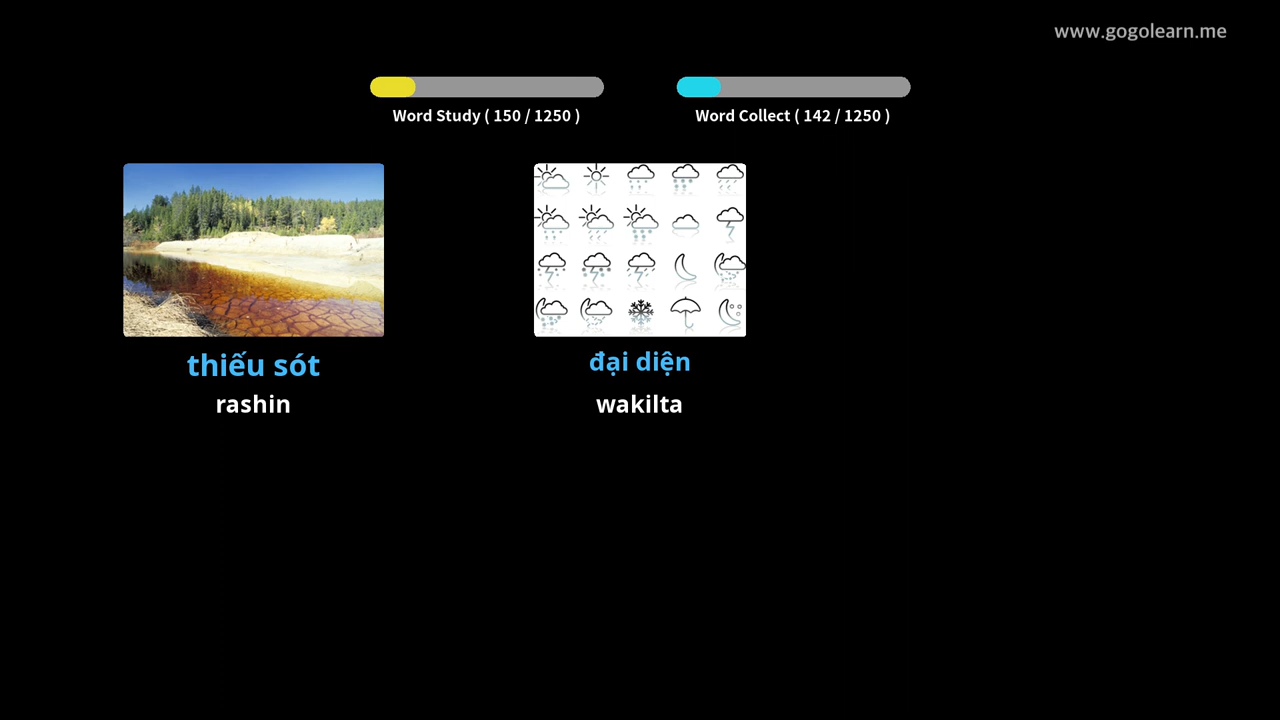 www.gogolearn.me
Word Study ( 150 / 1250 )
Word Collect ( 142 / 1250 )
thiếu sót
rashin
đại diện
wakilta